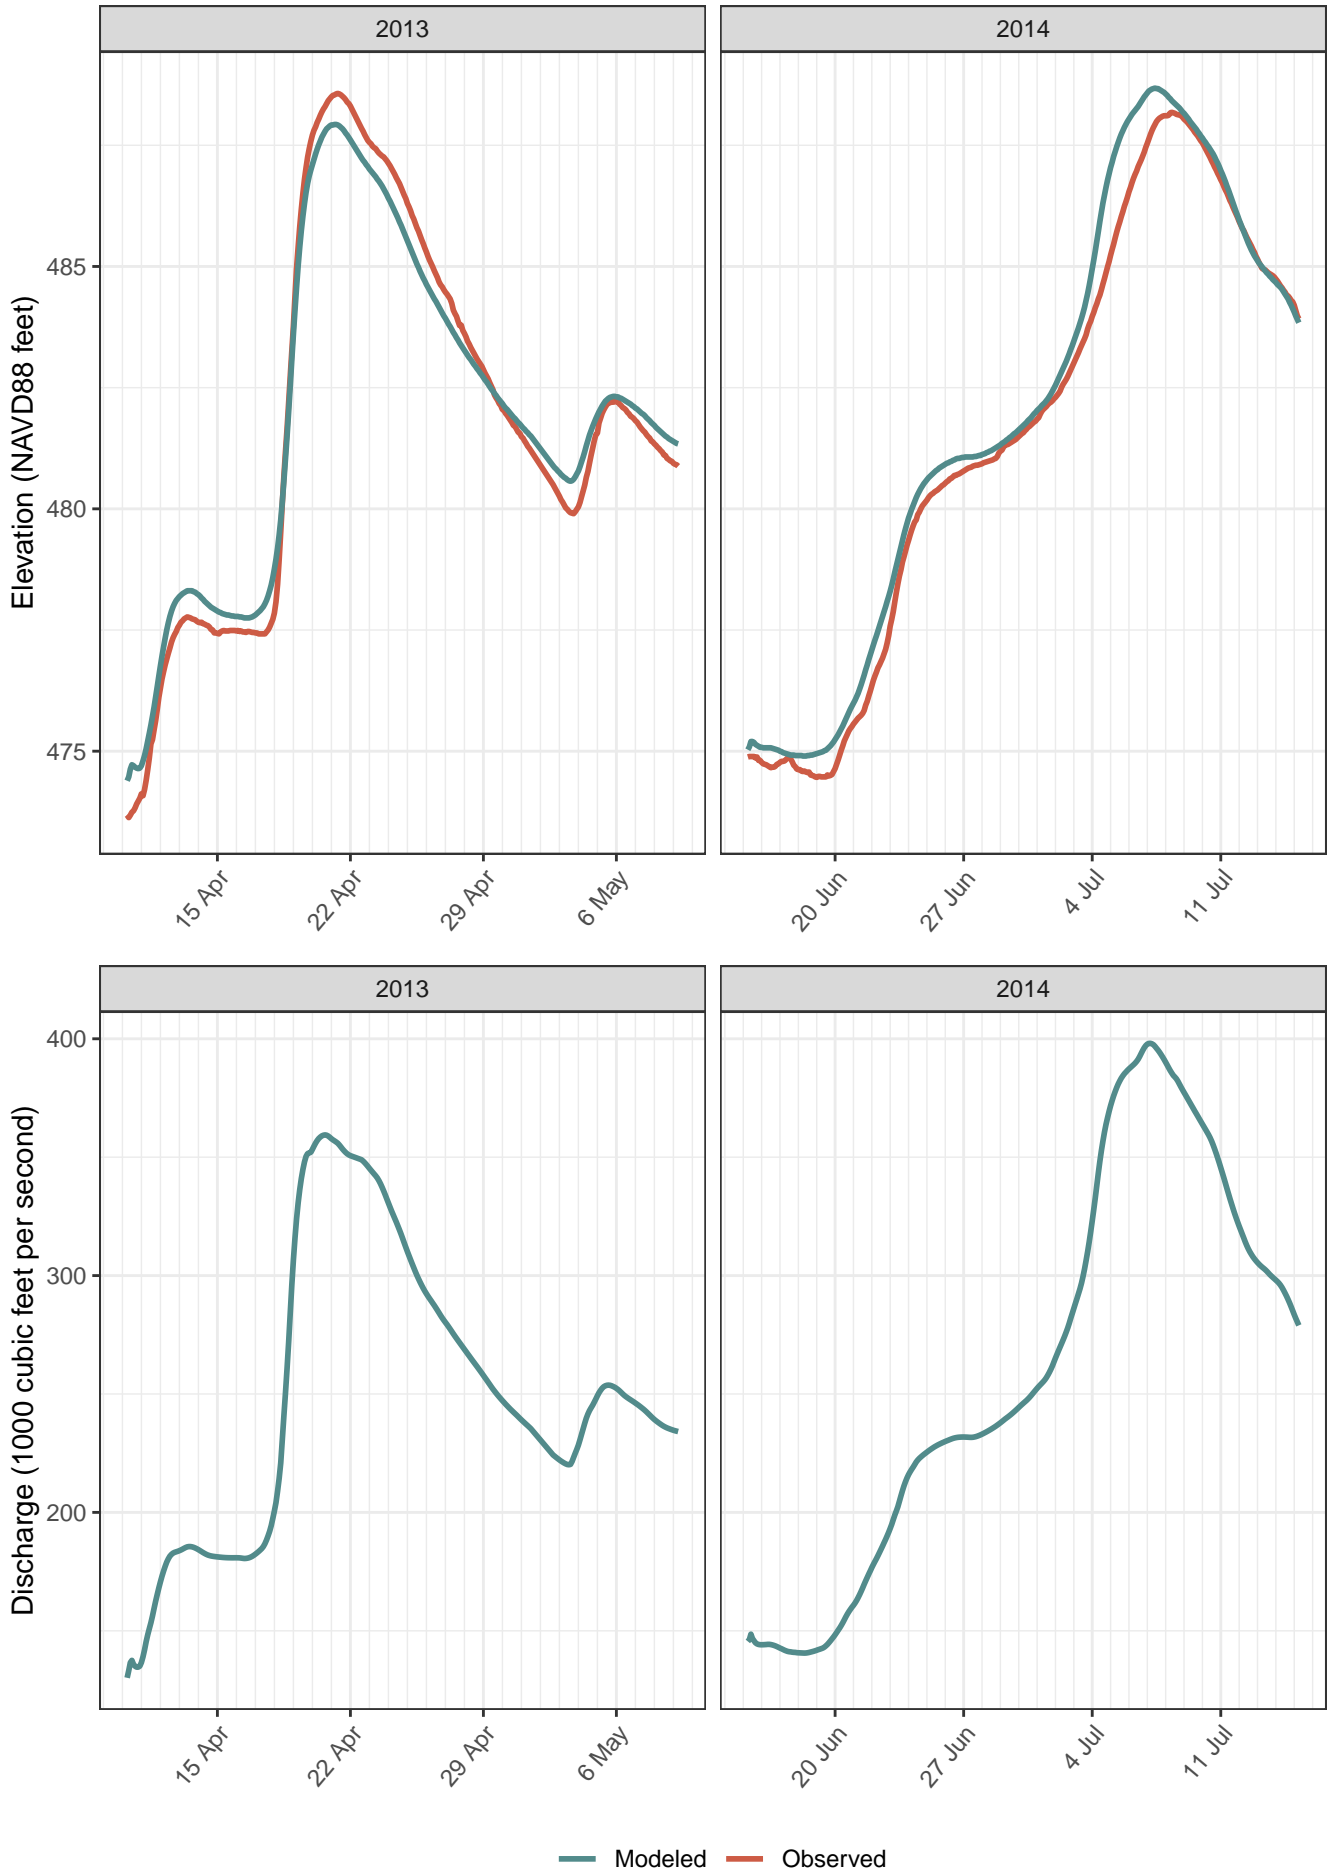 2013
2014
Elevation (NAVD88 feet)
485
480
475
15 Apr
22 Apr
29 Apr
6 May
20 Jun
27 Jun
4 Jul
11 Jul
2013
2014
Discharge (1000 cubic feet per second)
400
300
200
15 Apr
22 Apr
29 Apr
6 May
20 Jun
27 Jun
4 Jul
11 Jul
Modeled
Observed